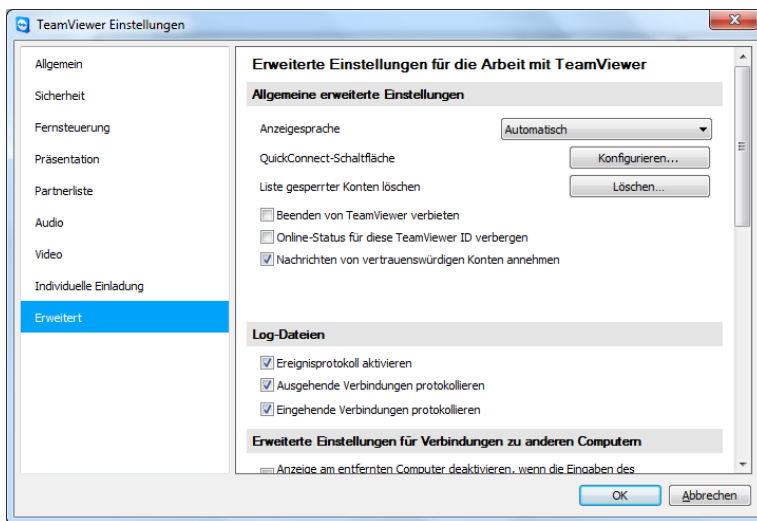 TeamViewer Einstellungen
Allgemein
Sicherheit
Fernsteuerung
Präsentation
Partnerliste
Audio
Video
Individuelle Einladung
Erweitert
Erweiterte Einstellungen für die Arbeit mit TeamViewer
Allgemeine erweiterte Einstellungen
Anzeigesprache Automatisch
QuickConnect-Schaltfläche Konfigurieren...
Liste gesperrter Konten löschen Löschen...
Beenden von TeamViewer verbieten
Online-Status für diese TeamViewer ID verbergen
Nachrichten von vertrauenswürdigen Konten annehmen
Log-Dateien
Ereignisprotokoll aktivieren
Ausgehende Verbindungen protokollieren
Eingehende Verbindungen protokollieren
Erweiterte Einstellungen für Verbindungen zu anderen Computern
Anzeige am entfernten Computer deaktivieren, wenn die Eingaben des
OK Abbrechen